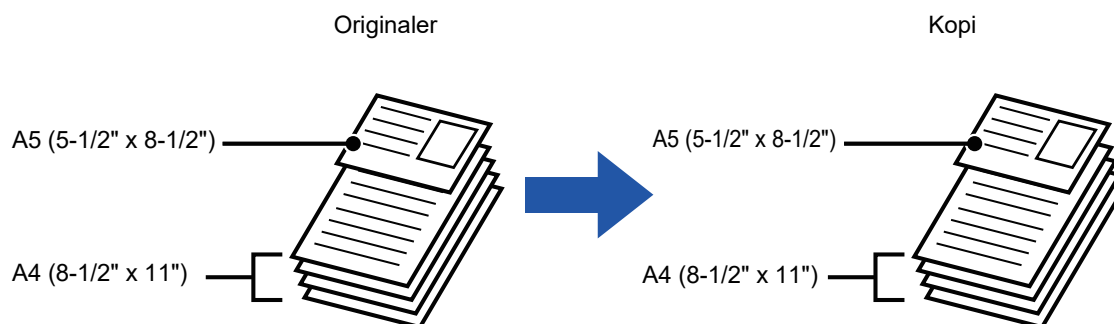 Originaler
Kopi
A5 (5-1/2" x 8-1/2")
A5 (5-1/2" x 8-1/2")
A4 (8-1/2" x 11")
A4 (8-1/2" x 11")